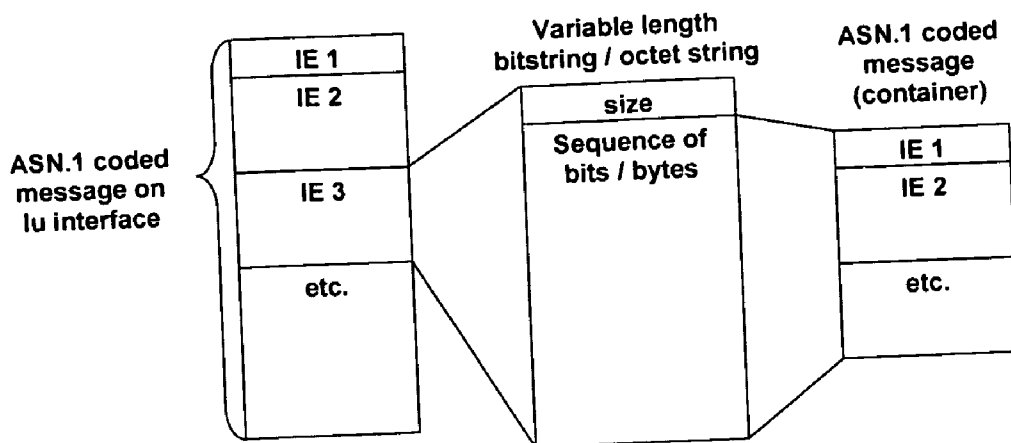 ASN.1 coded
message on
Iu interface
IE 1
IE 2
IE 3
etc.
Variable length
bitstring / octet string
size
Sequence of
bits / bytes
ASN.1 coded
message
(container)
IE 1
IE 2
etc.